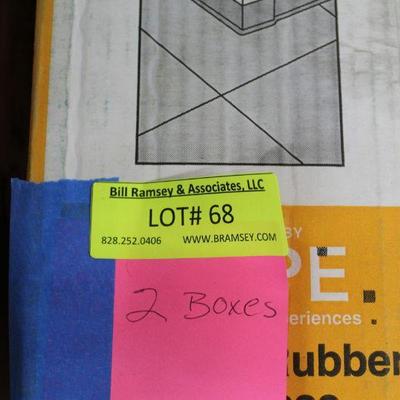 Bill Ramsey & Associates, LLC
LOT# 68
828.252.0406 WWW.BRAMSEY.COM
2 Boxes
BY
PE.
eriences
Rubber